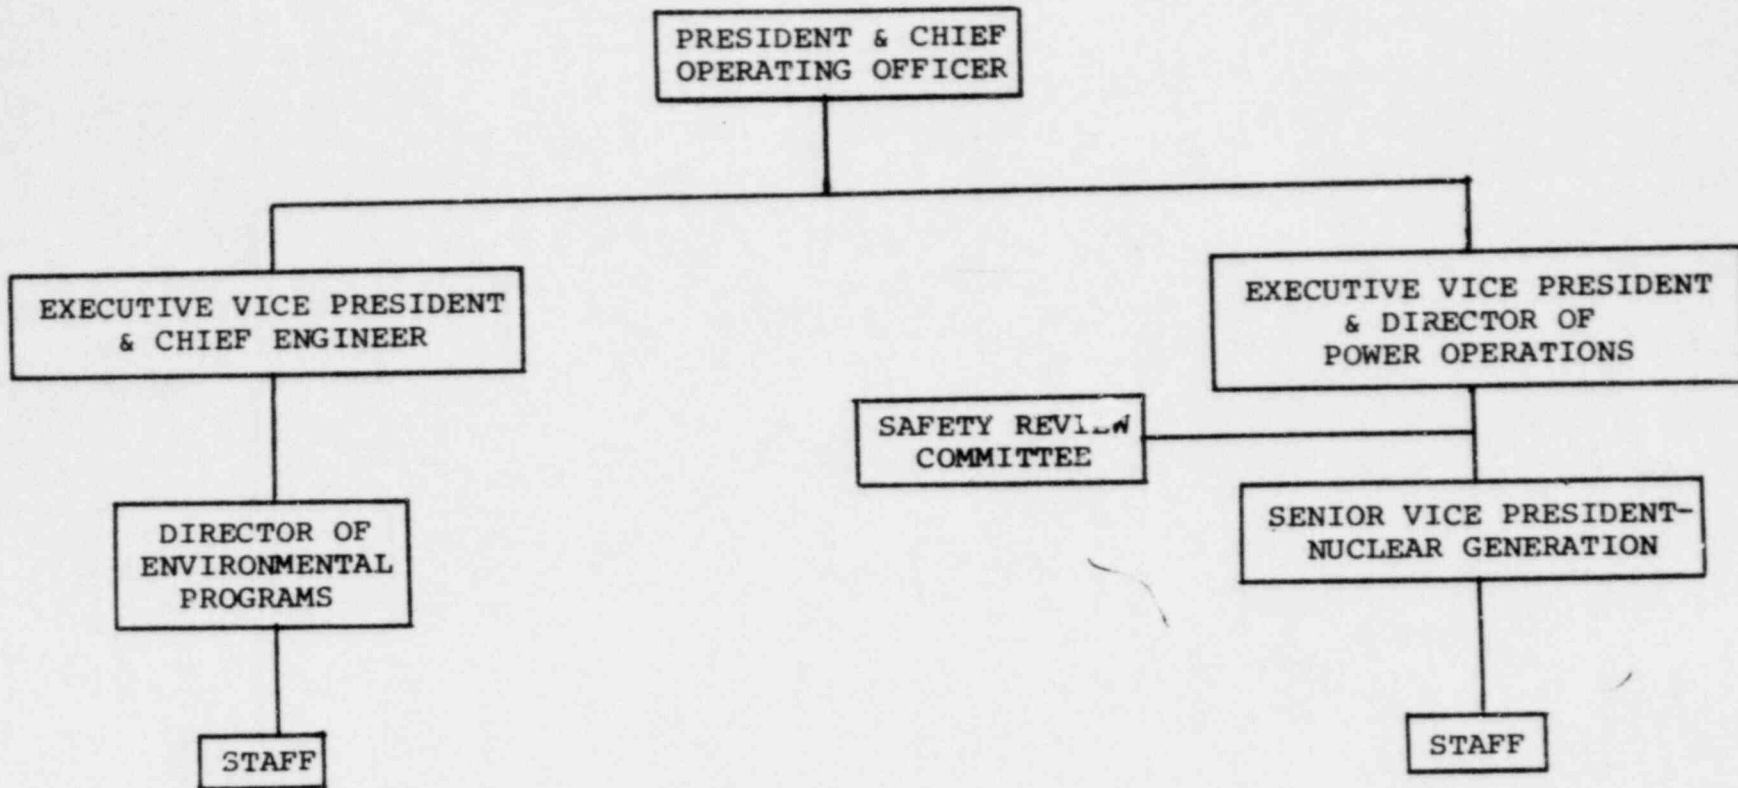 PRESIDENT & CHIEF
OPERATING OFFICER
EXECUTIVE VICE PRESIDENT
& CHIEF ENGINEER
EXECUTIVE VICE PRESIDENT
& DIRECTOR OF
POWER OPERATIONS
SAFETY REVIEW
COMMITTEE
DIRECTOR OF
ENVIRONMENTAL
PROGRAMS
SENIOR VICE PRESIDENT-
NUCLEAR GENERATION
STAFF
STAFF